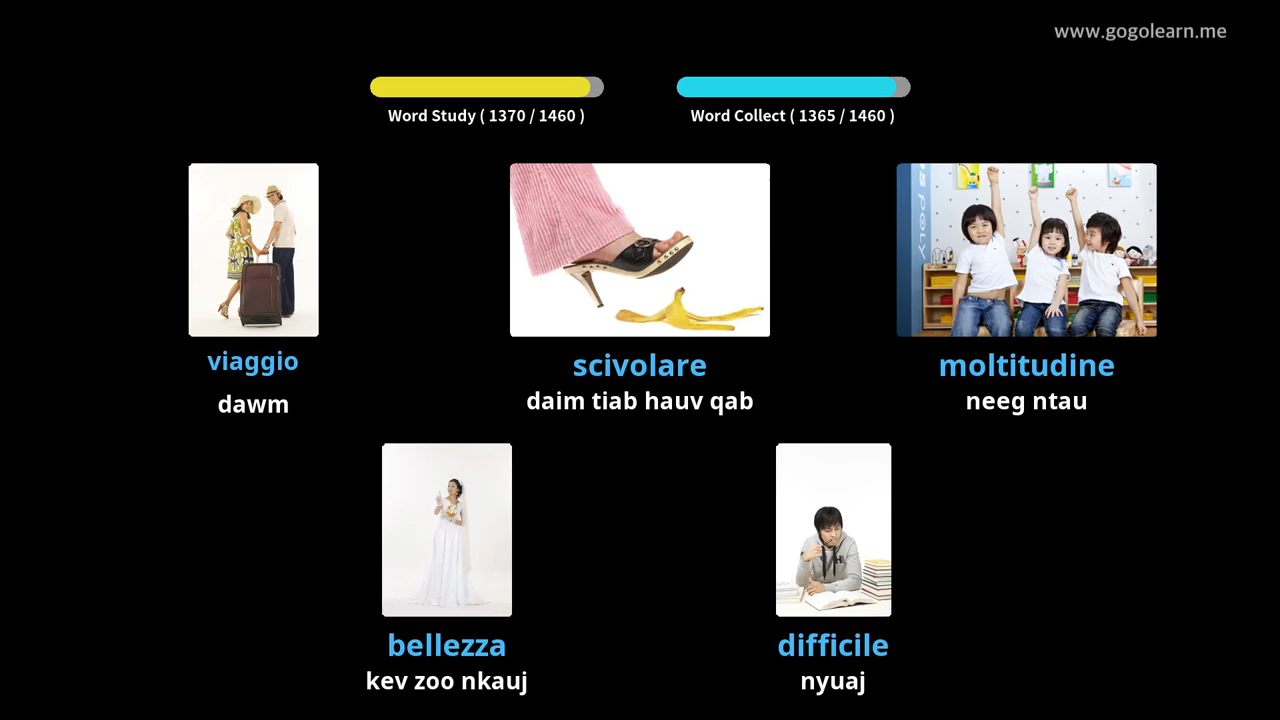 www.gogolearn.me
Word Study ( 1370 / 1460 )
Word Collect ( 1365 / 1460 )
viaggio
dawm
scivolare
daim tiab hauv qab
moltitudine
neeg ntau
bellezza
kev zoo nkauj
difficile
nyuaj